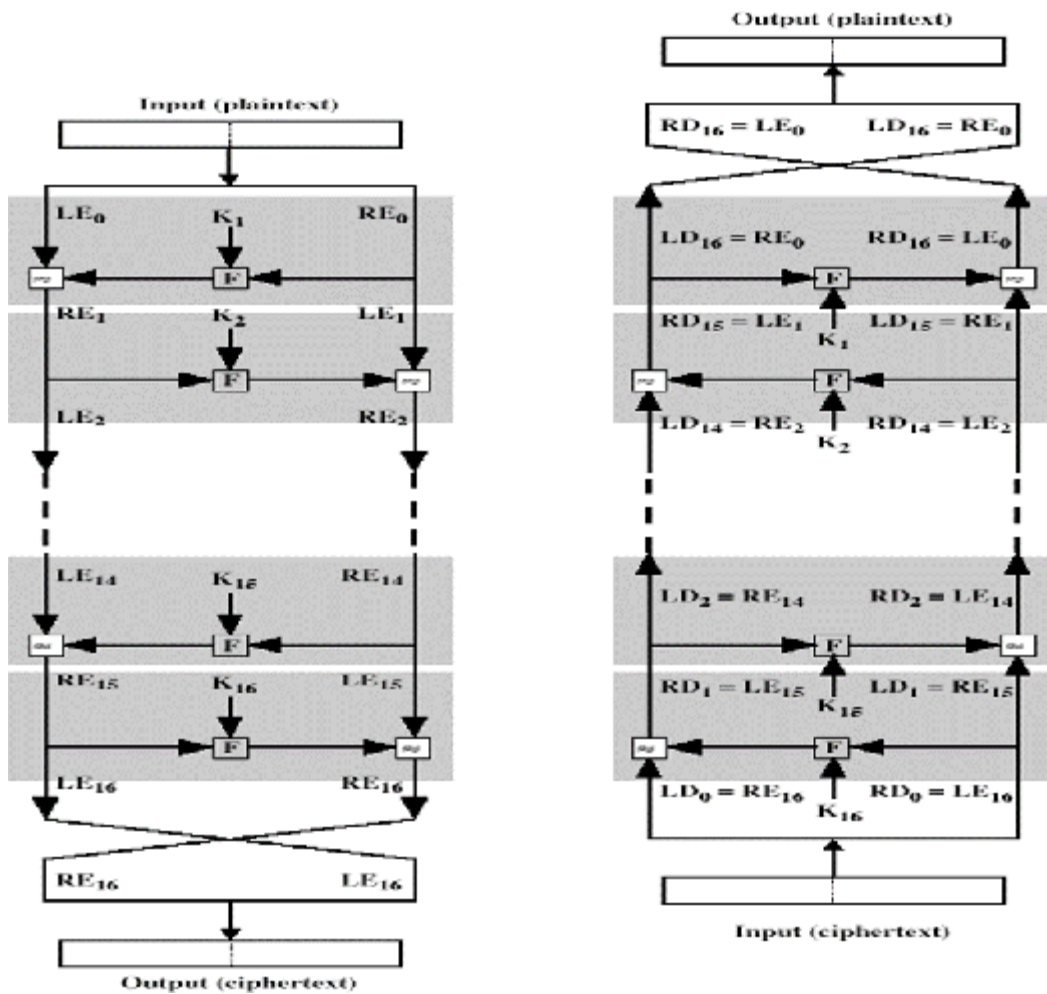 Input (plaintext)
LE0 K1 RE0
F
RE1 K2 LE1
F
LE2 RE2
LE14 K15 RE14
F
RE15 K16 LE15
F
LE16 RE16
RE16 LE16
Output (ciphertext)
Output (plaintext)
RD16 = LE0 LD16 = RE0
LD16 = RE0 RD16 = LE0
F
RD15 = LE1 K1 LD15 = RE1
F
LD14 = RE2 K2 RD14 = LE2
LD2 = RE14 RD2 = LE14
F
RD1 = LE15 K15 LD1 = RE15
F
LD0 = RE16 K16 RD0 = LE16
Input (ciphertext)